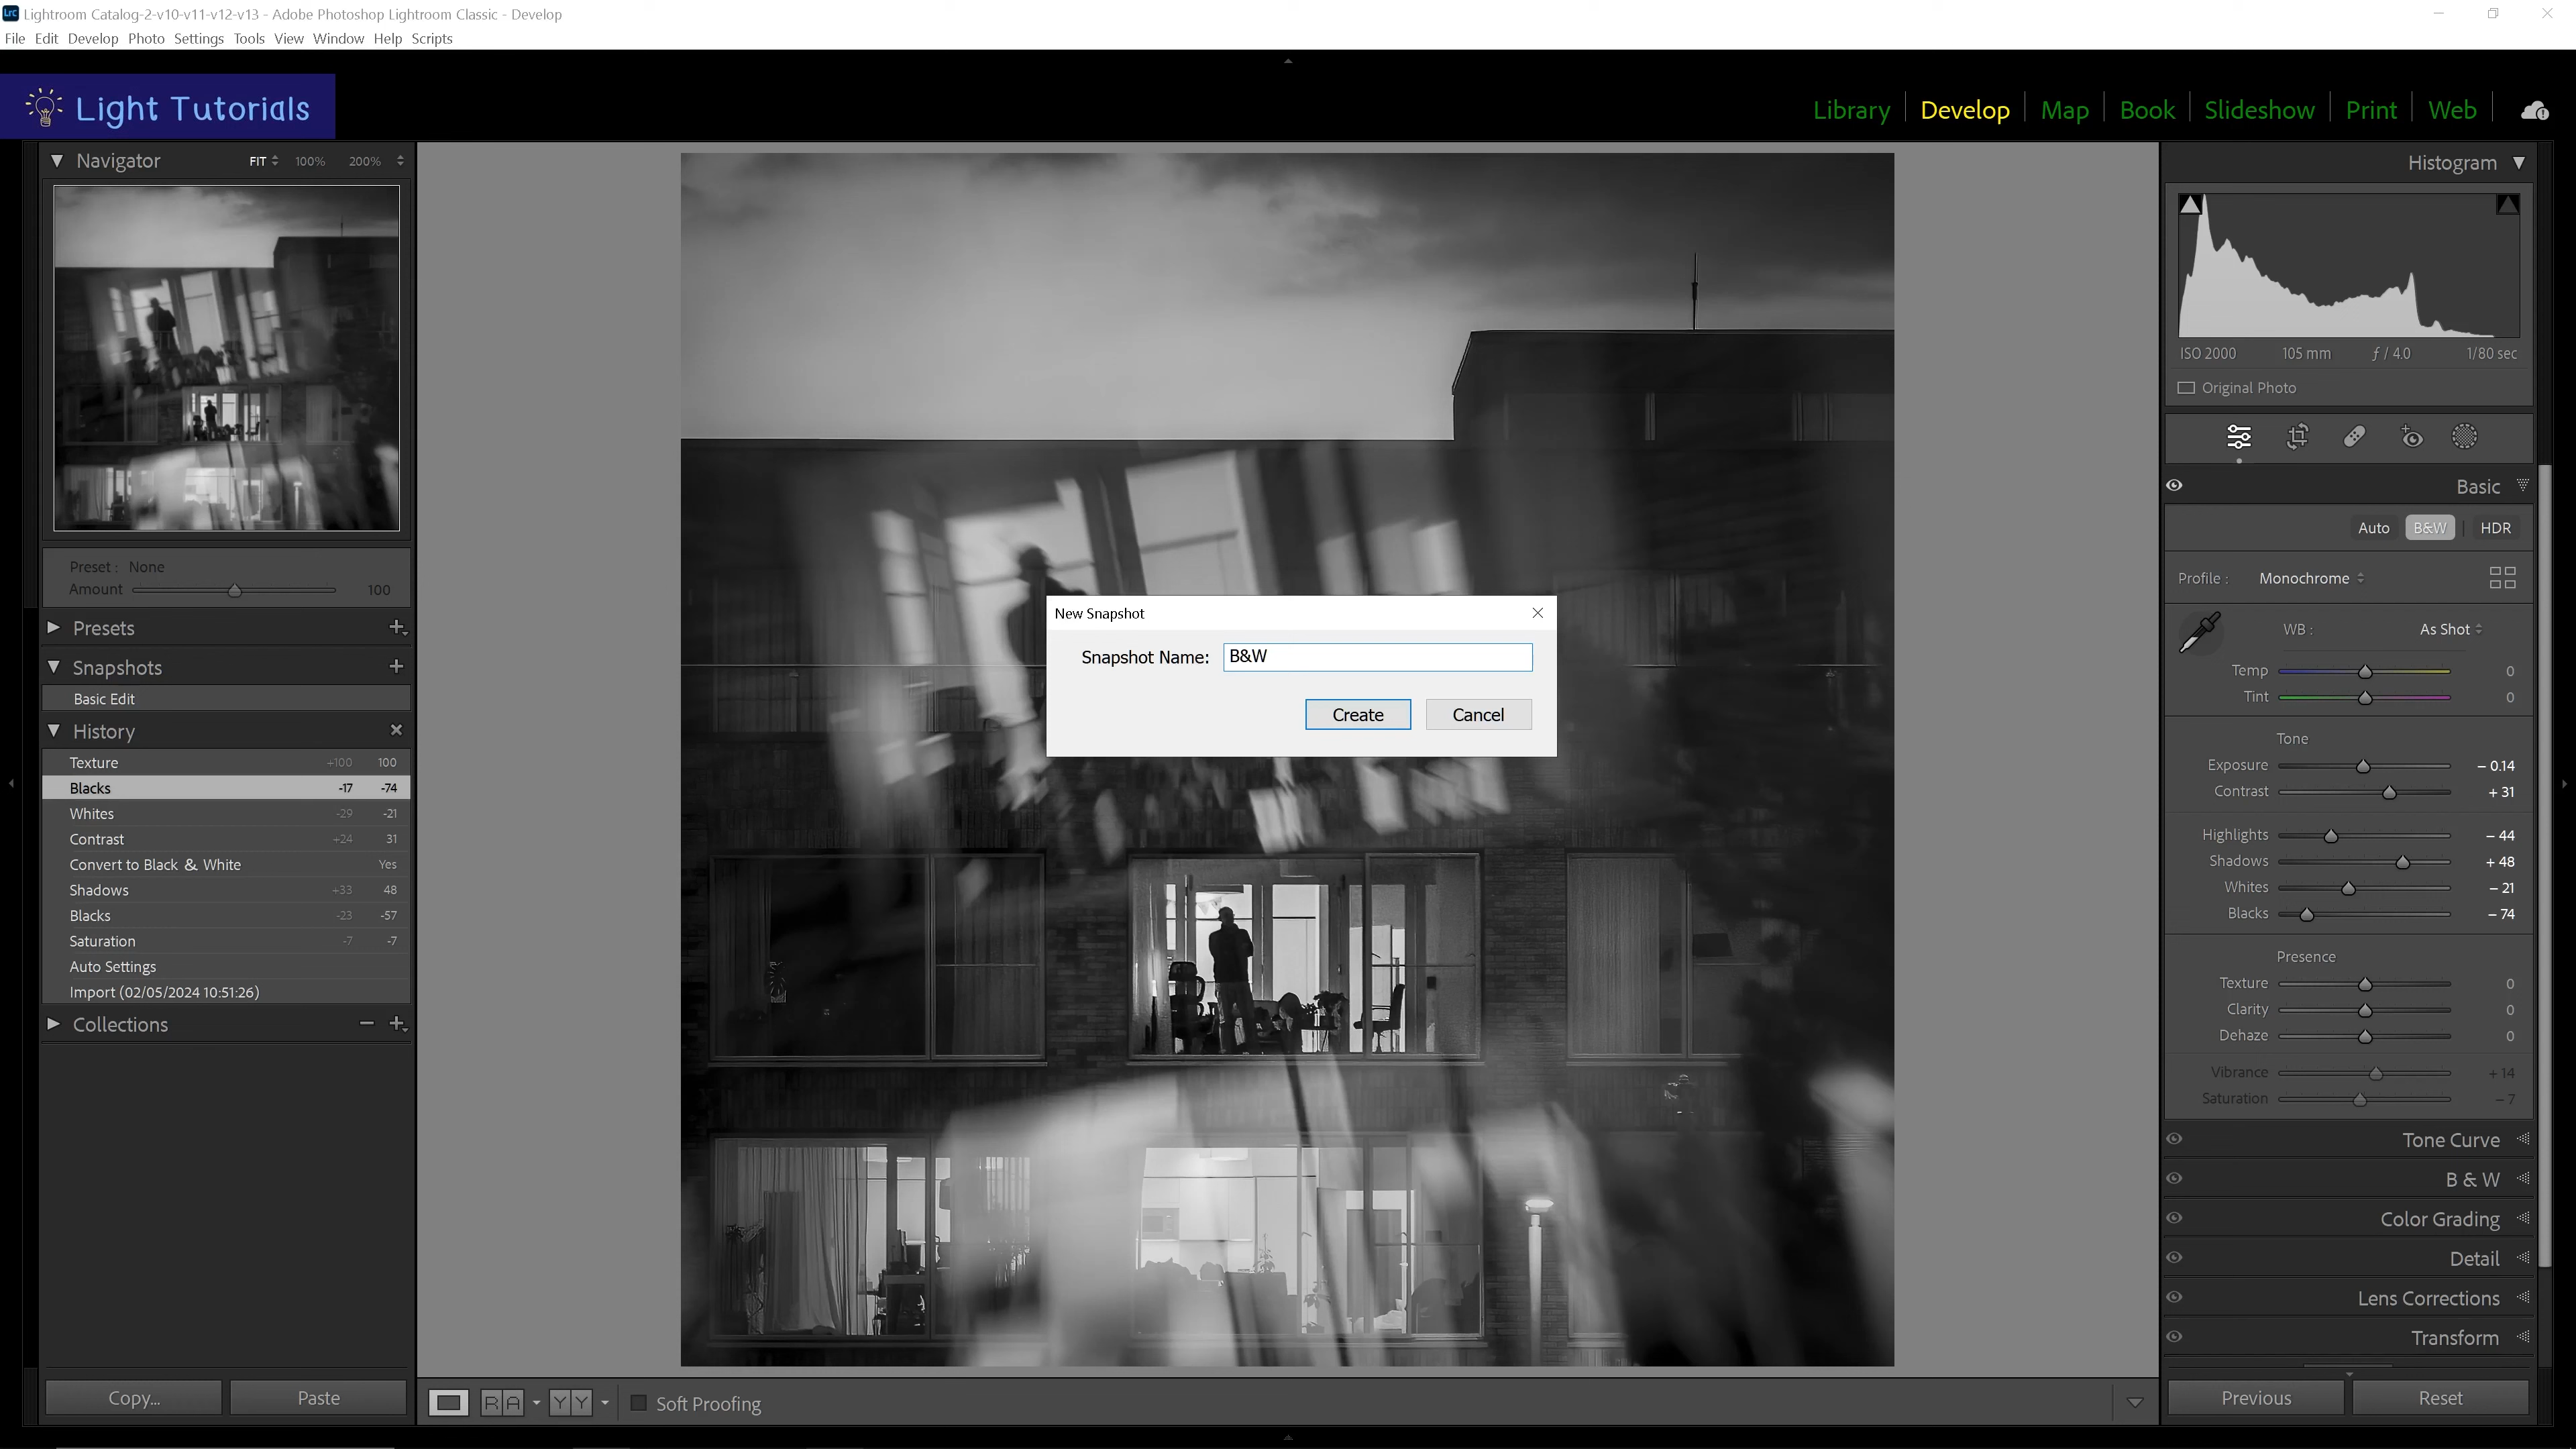 Lrc Lightroom Catalog-2-v10-v11-v12-v13 - Adobe Photoshop Lightroom Classic - Develop
File Edit Develop Photo Settings Tools View Window Help Scripts
Light Tutorials
Library Develop Map Book Slideshow Print Web
Navigator FIT 100% 200%
Preset : None
Amount 100
Presets
Snapshots
Basic Edit
History
Texture +100 100
Blacks -17 -74
Whites -29 -21
Contrast +24 31
Convert to Black & White Yes
Shadows +33 48
Blacks -23 -57
Saturation -7 -7
Auto Settings
Import (02/05/2024 10:51:26)
Collections
Copy... Paste
New Snapshot
Snapshot Name: B&W
Create Cancel
R A Y Y Soft Proofing
Histogram
ISO 2000 105 mm ƒ / 4.0 1/80 sec
Original Photo
Basic
Auto B&W HDR
Profile : Monochrome
WB : As Shot
Temp 0
Tint 0
Tone
Exposure – 0.14
Contrast + 31
Highlights – 44
Shadows + 48
Whites – 21
Blacks – 74
Presence
Texture 0
Clarity 0
Dehaze 0
Vibrance + 14
Saturation – 7
Tone Curve
B & W
Color Grading
Detail
Lens Corrections
Transform
Previous Reset